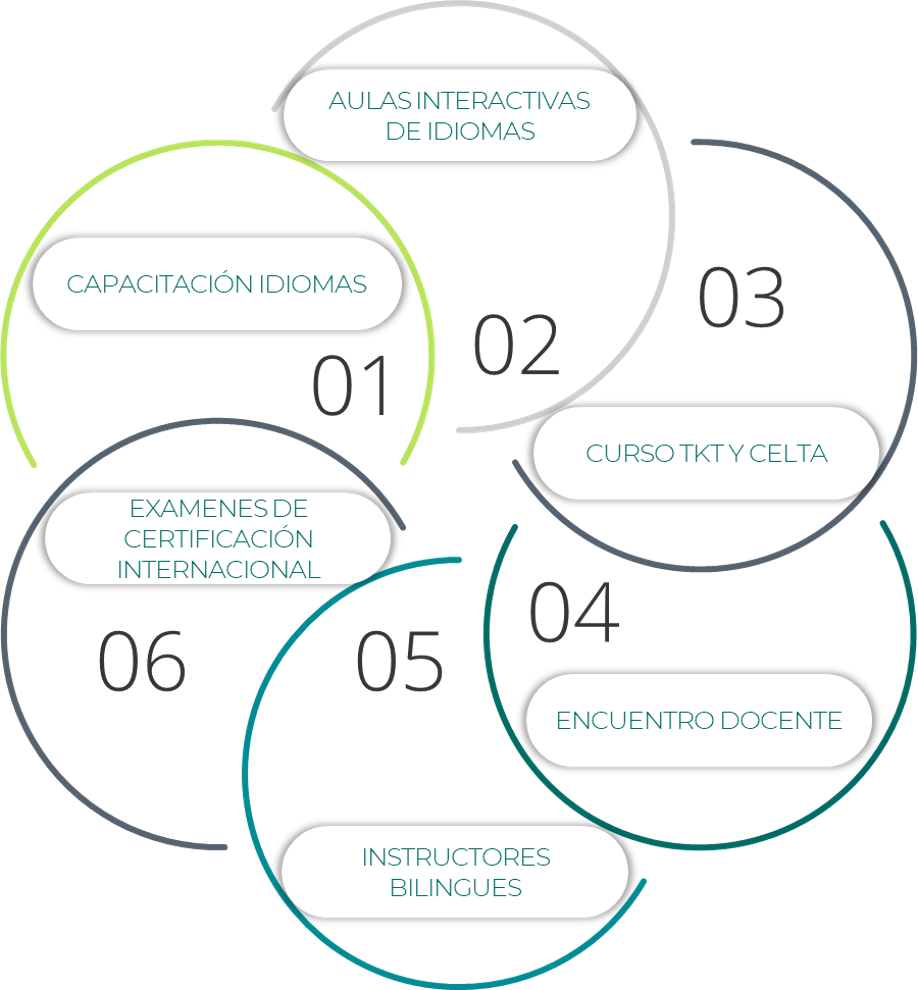 CAPACITACIÓN IDIOMAS
01
AULAS INTERACTIVAS
DE IDIOMAS
02
03
CURSO TKT Y CELTA
04
ENCUENTRO DOCENTE
05
INSTRUCTORES
BILINGUES
EXAMENES DE
CERTIFICACIÓN
INTERNACIONAL
06